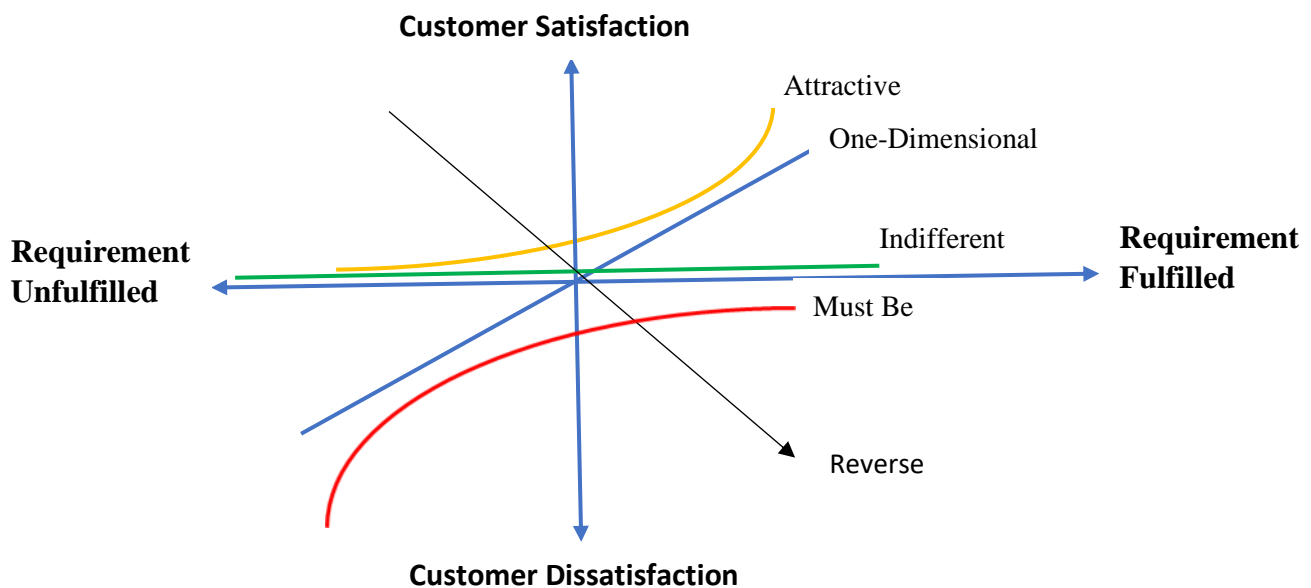 Customer Satisfaction
Attractive
One-Dimensional
Indifferent
Requirement
Unfulfilled
Requirement
Fulfilled
Must Be
Reverse
Customer Dissatisfaction